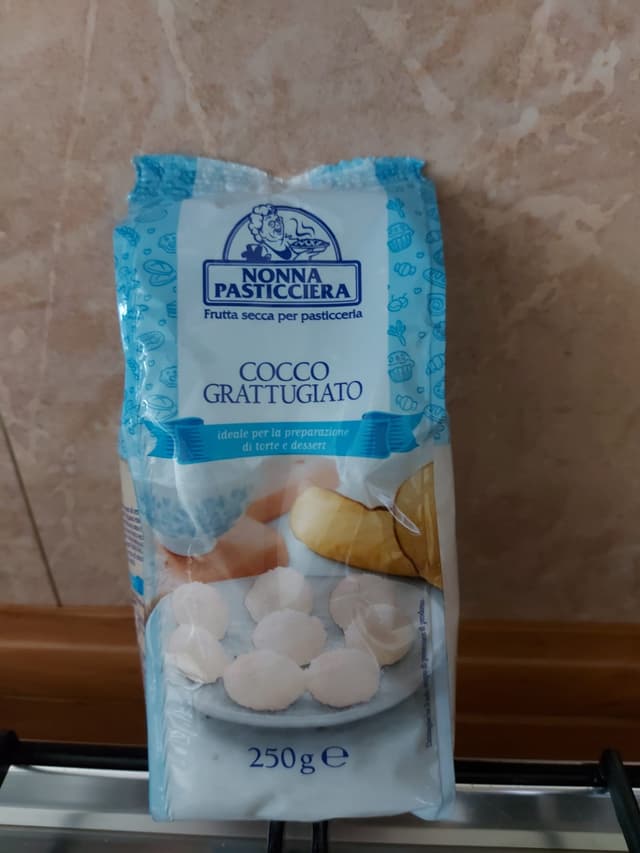 NONNA
PASTICCIERA
Frutta secca per pasticceria
COCCO
GRATTUGIATO
ideale per la preparazione
di torte e dessert
250g ℮